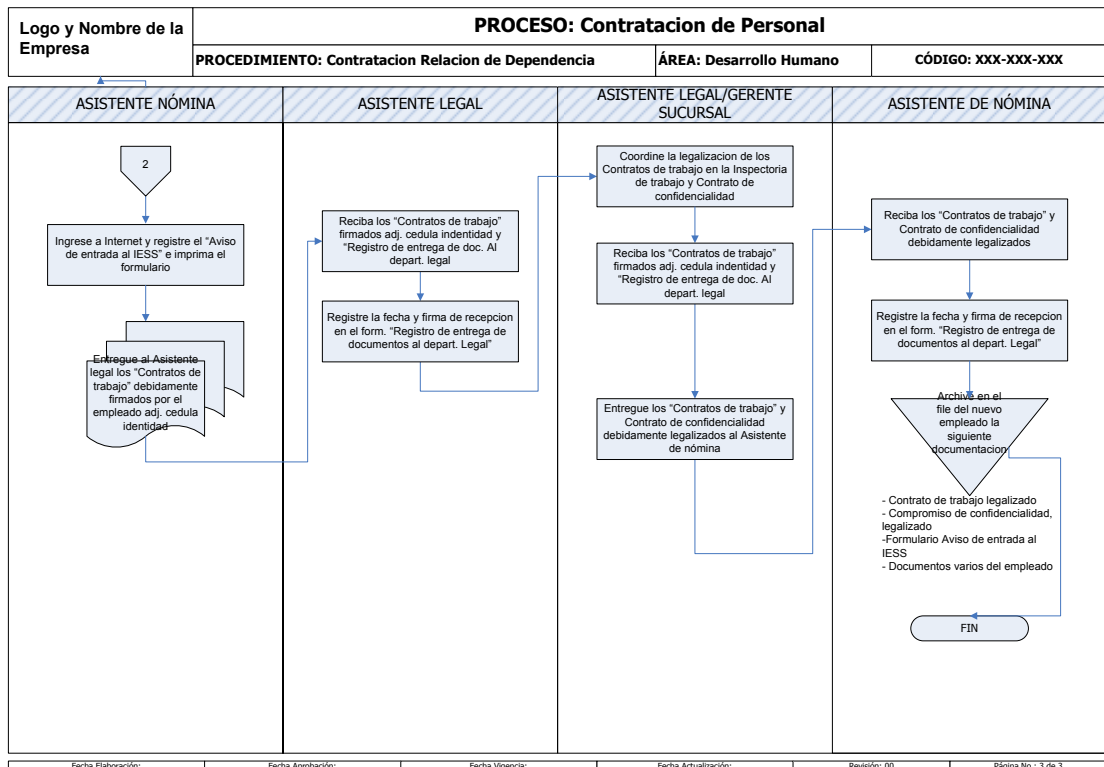 Logo y Nombre de la
Empresa
PROCESO: Contratacion de Personal
PROCEDIMIENTO: Contratacion Relacion de Dependencia
ÁREA: Desarrollo Humano
CÓDIGO: XXX-XXX-XXX
ASISTENTE NÓMINA
ASISTENTE LEGAL
ASISTENTE LEGAL/GERENTE
SUCURSAL
ASISTENTE DE NÓMINA
2
Ingrese a Internet y registre el “Aviso
de entrada al IESS” e imprima el
formulario
Entregue al Asistente
legal los “Contratos de
trabajo” debidamente
firmados por el
empleado adj. cedula
identidad
Reciba los “Contratos de trabajo”
firmados adj. cedula indentidad y
“Registro de entrega de doc. Al
depart. legal
Registre la fecha y firma de recepcion
en el form. “Registro de entrega de
documentos al depart. Legal”
Coordine la legalizacion de los
Contratos de trabajo en la Inspectoria
de trabajo y Contrato de
confidencialidad
Reciba los “Contratos de trabajo”
firmados adj. cedula indentidad y
“Registro de entrega de doc. Al
depart. legal
Entregue los “Contratos de trabajo” y
Contrato de confidencialidad
debidamente legalizados al Asistente
de nómina
Reciba los “Contratos de trabajo” y
Contrato de confidencialidad
debidamente legalizados
Registre la fecha y firma de recepcion
en el form. “Registro de entrega de
documentos al depart. Legal”
Archive en el
file del nuevo
empleado la
siguiente
documentacion
- Contrato de trabajo legalizado
- Compromiso de confidencialidad,
legalizado
-Formulario Aviso de entrada al
IESS
- Documentos varios del empleado
FIN
Fecha Elaboración:
Fecha Aprobación:
Fecha Vigencia:
Fecha Actualización:
Revisión: 00
Página No.: 3 de 3